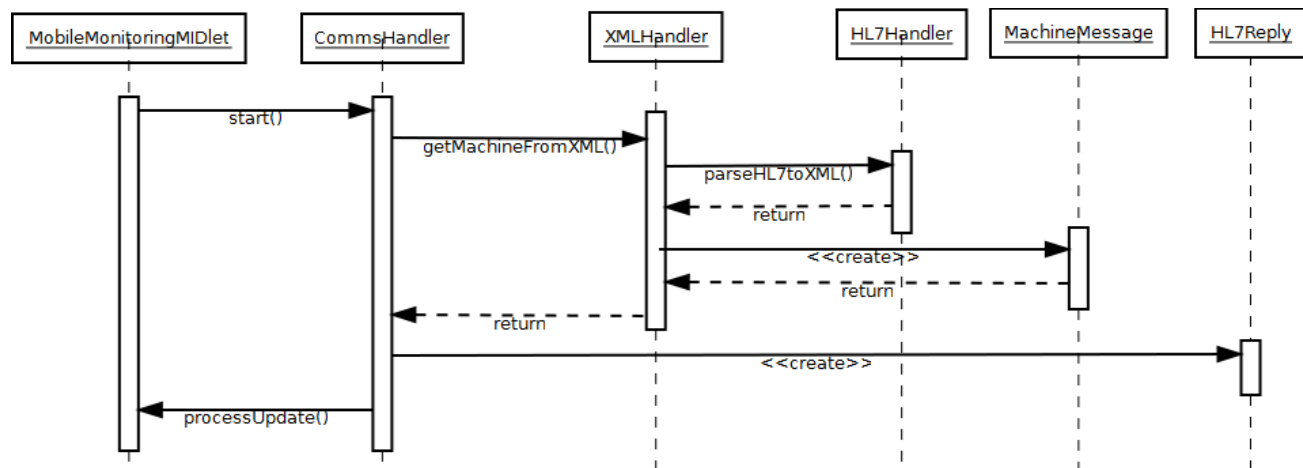 MobileMonitoringMIDlet
CommsHandler
XMLHandler
HL7Handler
MachineMessage
HL7Reply
start()
getMachineFromXML()
parseHL7toXML()
return
<<create>>
return
return
<<create>>
processUpdate()